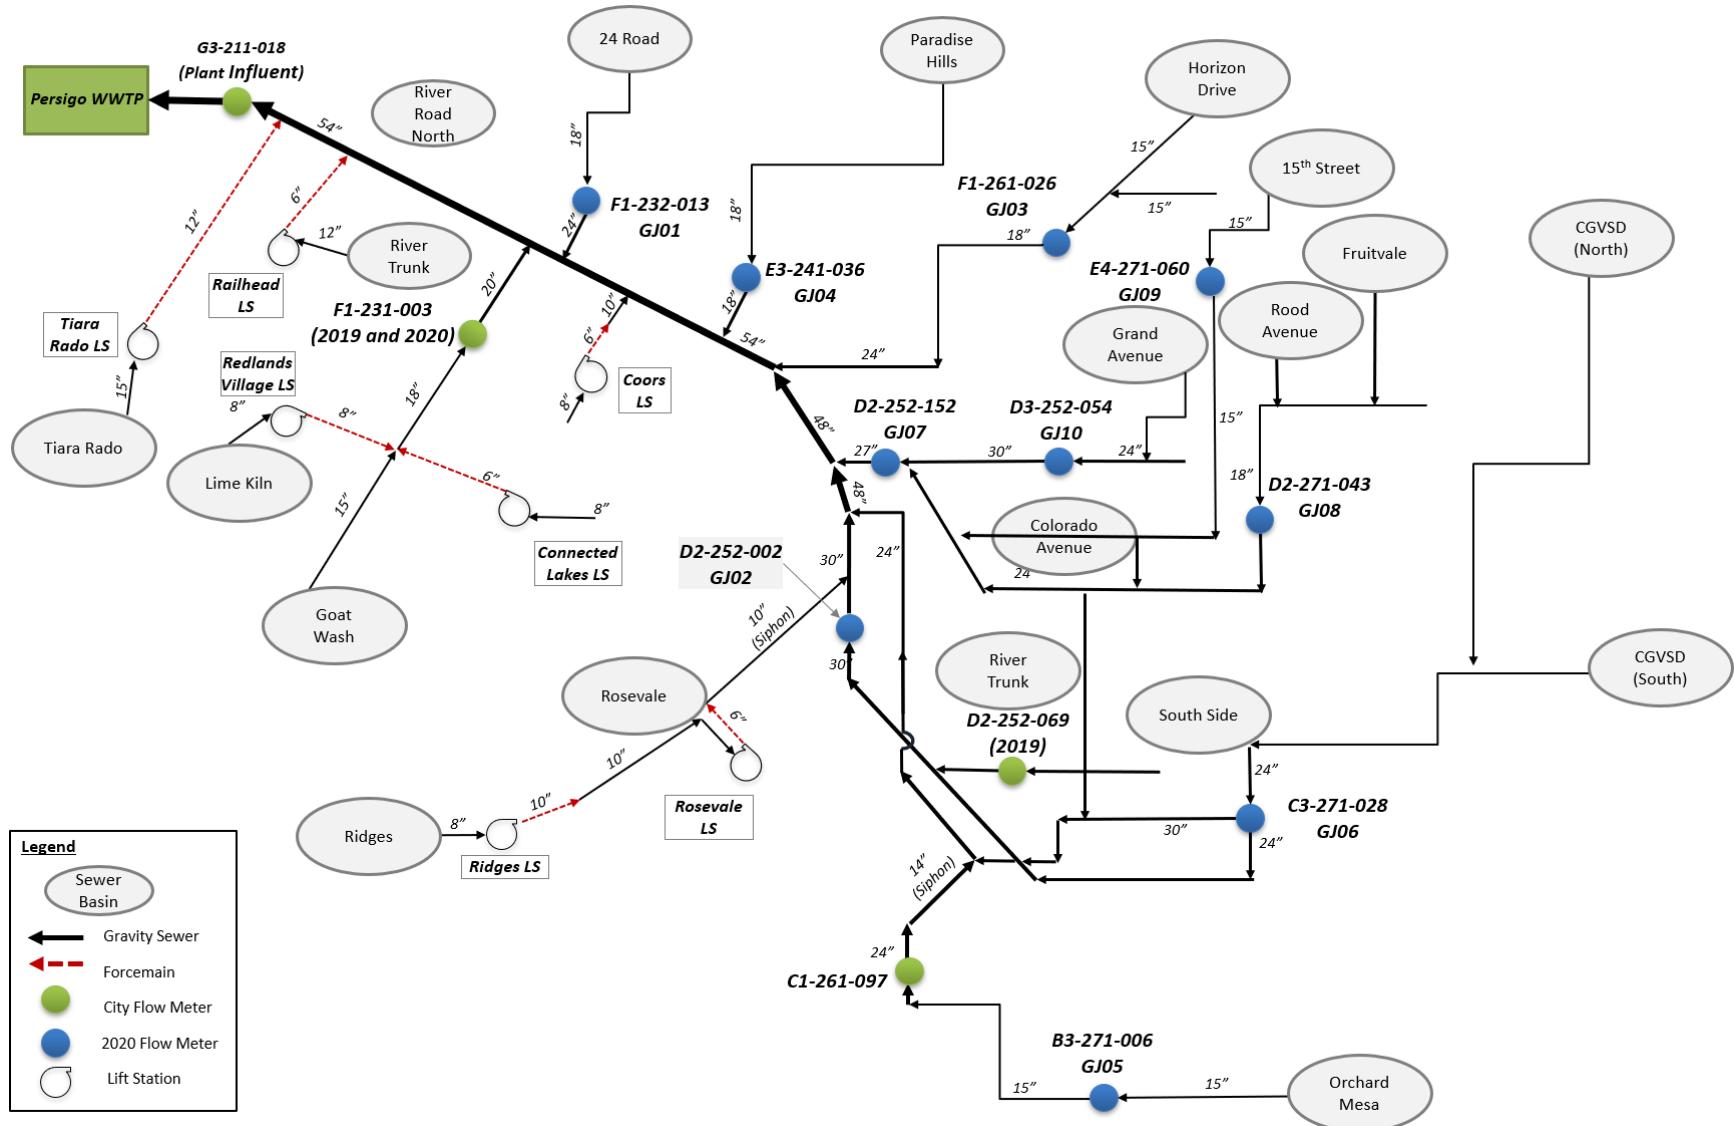 G3-211-018
(Plant Influent)
Persigo WWTP
54”
River
Road
North
24 Road
18”
F1-232-013
GJ01
24”
Paradise
Hills
18”
E3-241-036
GJ04
18”
54”
Horizon
Drive
15”
15”
F1-261-026
GJ03
18”
24”
15th Street
15”
E4-271-060
GJ09
15”
Fruitvale
Rood
Avenue
18”
D2-271-043
GJ08
CGVSD
(North)
CGVSD
(South)
Grand
Avenue
24”
D3-252-054
GJ10
30”
D2-252-152
GJ07
27”
48”
48”
12”
6”
12”
River
Trunk
Railhead
LS
Tiara
Rado LS
15”
Tiara Rado
F1-231-003
(2019 and 2020)
20”
18”
Redlands
Village LS
8”
8”
Lime Kiln
6”
8”
Connected
Lakes LS
15”
Goat
Wash
10”
6”
8”
Coors
LS
Colorado
Avenue
24
D2-252-002
GJ02
30”
24”
30”
10”
(Siphon)
Rosevale
6”
Rosevale
LS
10”
10”
Ridges
8”
Ridges LS
River
Trunk
D2-252-069
(2019)
South Side
24”
C3-271-028
GJ06
30”
24”
14”
(Siphon)
24”
C1-261-097
B3-271-006
GJ05
15”
15”
Orchard
Mesa
Legend
Sewer
Basin
Gravity Sewer
Forcemain
City Flow Meter
2020 Flow Meter
Lift Station